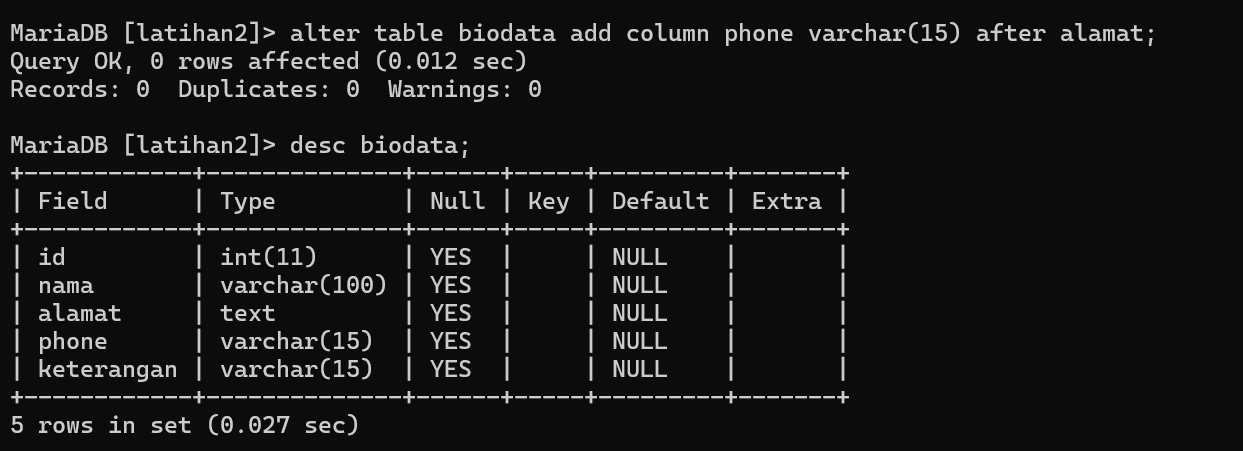 MariaDB [latihan2]> alter table biodata add column phone varchar(15) after alamat;
Query OK, 0 rows affected (0.012 sec)
Records: 0  Duplicates: 0  Warnings: 0

MariaDB [latihan2]> desc biodata;
+------------+--------------+------+-----+---------+-------+
| Field      | Type         | Null | Key | Default | Extra |
+------------+--------------+------+-----+---------+-------+
| id         | int(11)      | YES  |     | NULL    |       |
| nama       | varchar(100) | YES  |     | NULL    |       |
| alamat     | text         | YES  |     | NULL    |       |
| phone      | varchar(15)  | YES  |     | NULL    |       |
| keterangan | varchar(15)  | YES  |     | NULL    |       |
+------------+--------------+------+-----+---------+-------+
5 rows in set (0.027 sec)